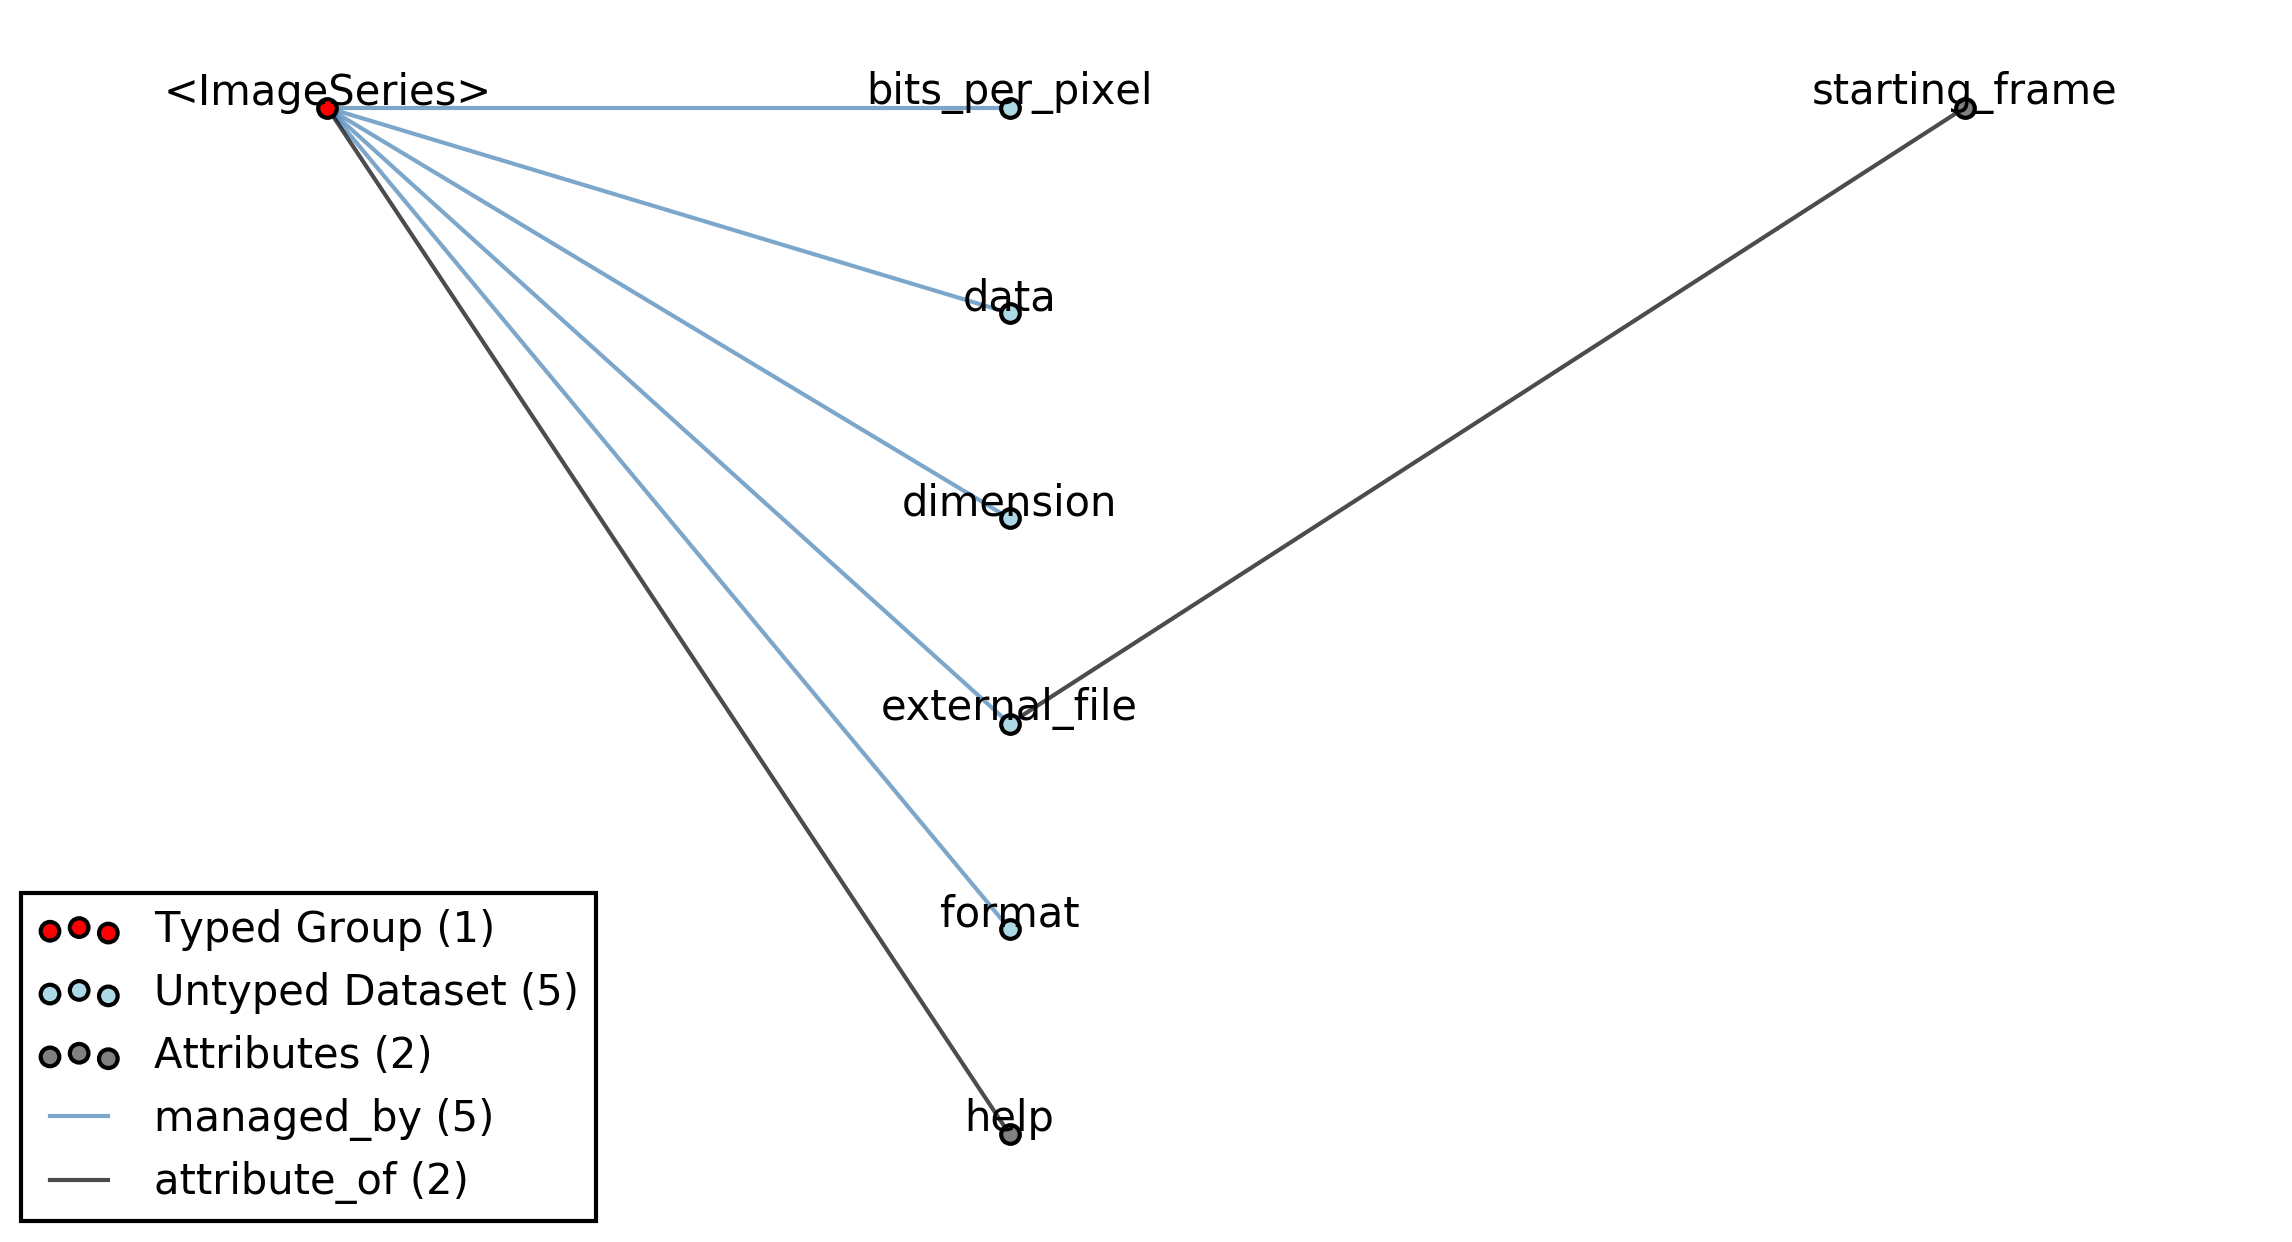 <ImageSeries>
bits_per_pixel
starting_frame
data
dimension
external_file
format
help
Typed Group (1)
Untyped Dataset (5)
Attributes (2)
managed_by (5)
attribute_of (2)